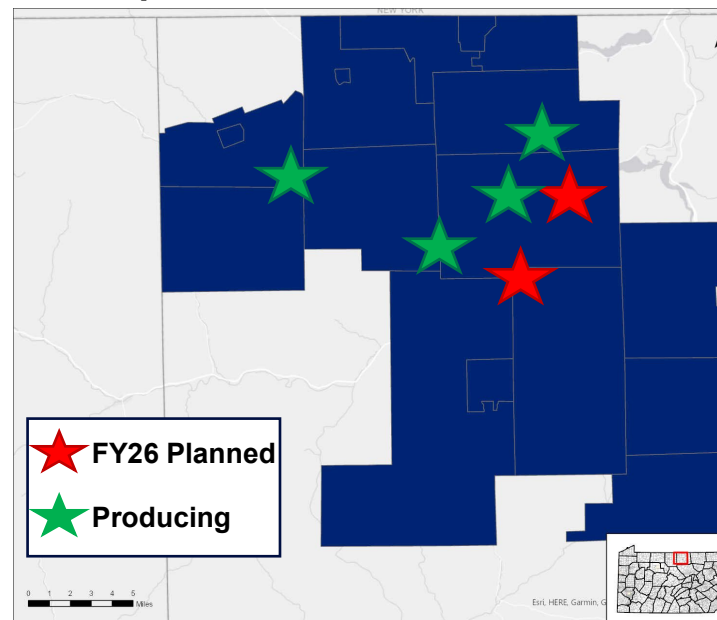 NEW YORK
FY26 Planned
Producing
0 1 2 3 4 5
Miles
Esri, HERE, Garmin, G